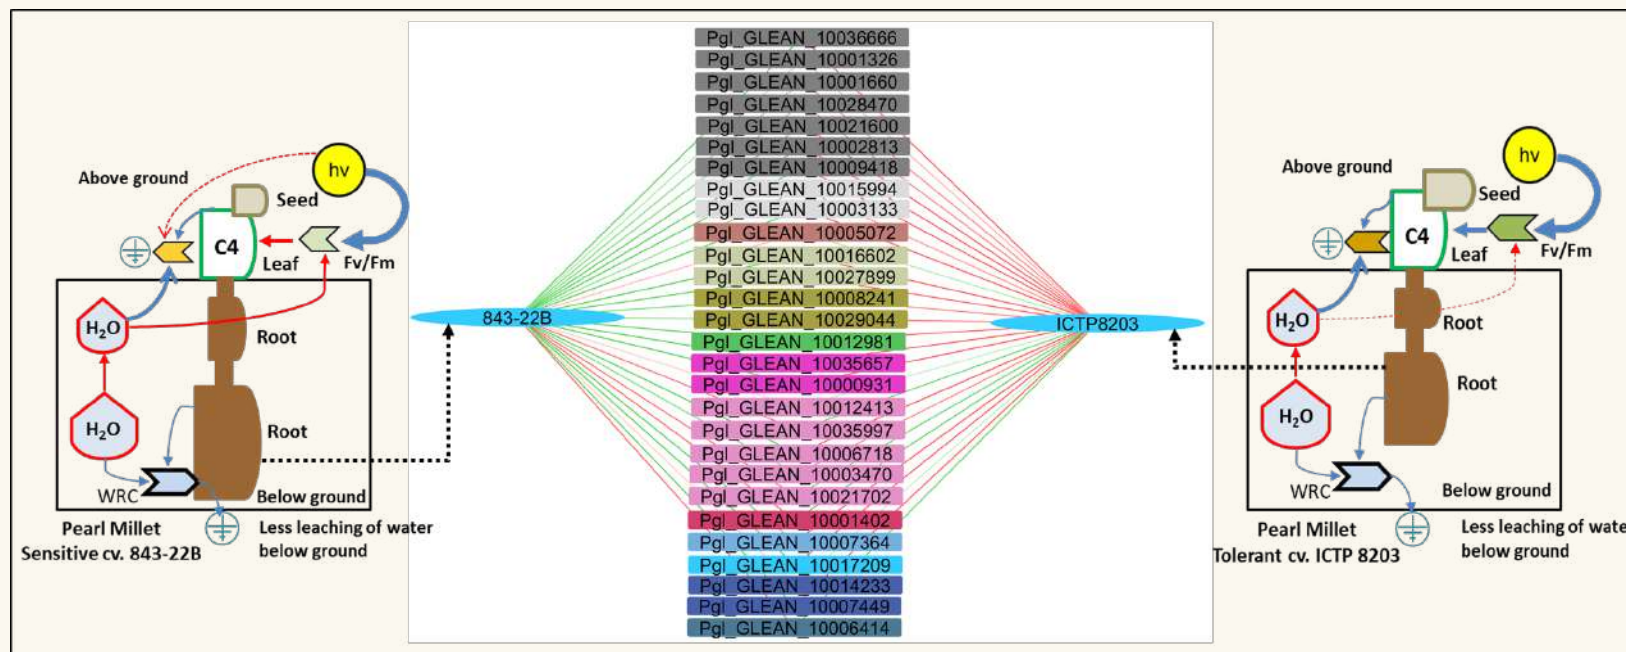 hv
Above ground
Seed
C4
Leaf
Fv/Fm
H2O
Root
H2O
Root
WRC
Below ground
Pearl Millet
Sensitive cv. 843-22B
Less leaching of water
below ground
843-22B
Pgl_GLEAN_10036666
Pgl_GLEAN_10001326
Pgl_GLEAN_10001660
Pgl_GLEAN_10028470
Pgl_GLEAN_10021600
Pgl_GLEAN_10002813
Pgl_GLEAN_10009418
Pgl_GLEAN_10015994
Pgl_GLEAN_10003133
Pgl_GLEAN_10005072
Pgl_GLEAN_10016602
Pgl_GLEAN_10027899
Pgl_GLEAN_10008241
Pgl_GLEAN_10029044
Pgl_GLEAN_10012981
Pgl_GLEAN_10035657
Pgl_GLEAN_10000931
Pgl_GLEAN_10012413
Pgl_GLEAN_10035997
Pgl_GLEAN_10006718
Pgl_GLEAN_10003470
Pgl_GLEAN_10021702
Pgl_GLEAN_10001402
Pgl_GLEAN_10007364
Pgl_GLEAN_10017209
Pgl_GLEAN_10014233
Pgl_GLEAN_10007449
Pgl_GLEAN_10006414
ICTP8203
hv
Above ground
Seed
C4
Leaf
Fv/Fm
H2O
Root
Root
H2O
WRC
Below ground
Pearl Millet
Tolerant cv. ICTP 8203
Less leaching of water
below ground